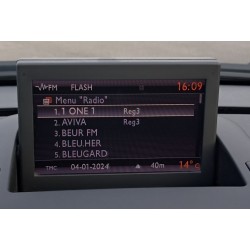 FM FLASH 16:09
Menu "Radio"
1. 1 ONE 1 Reg3
2. AVIVA Reg3
3. BEUR FM
4. BLEU.HER
5. BLEUGARD
TMC 04-01-2024 ▲ 40m 14°c